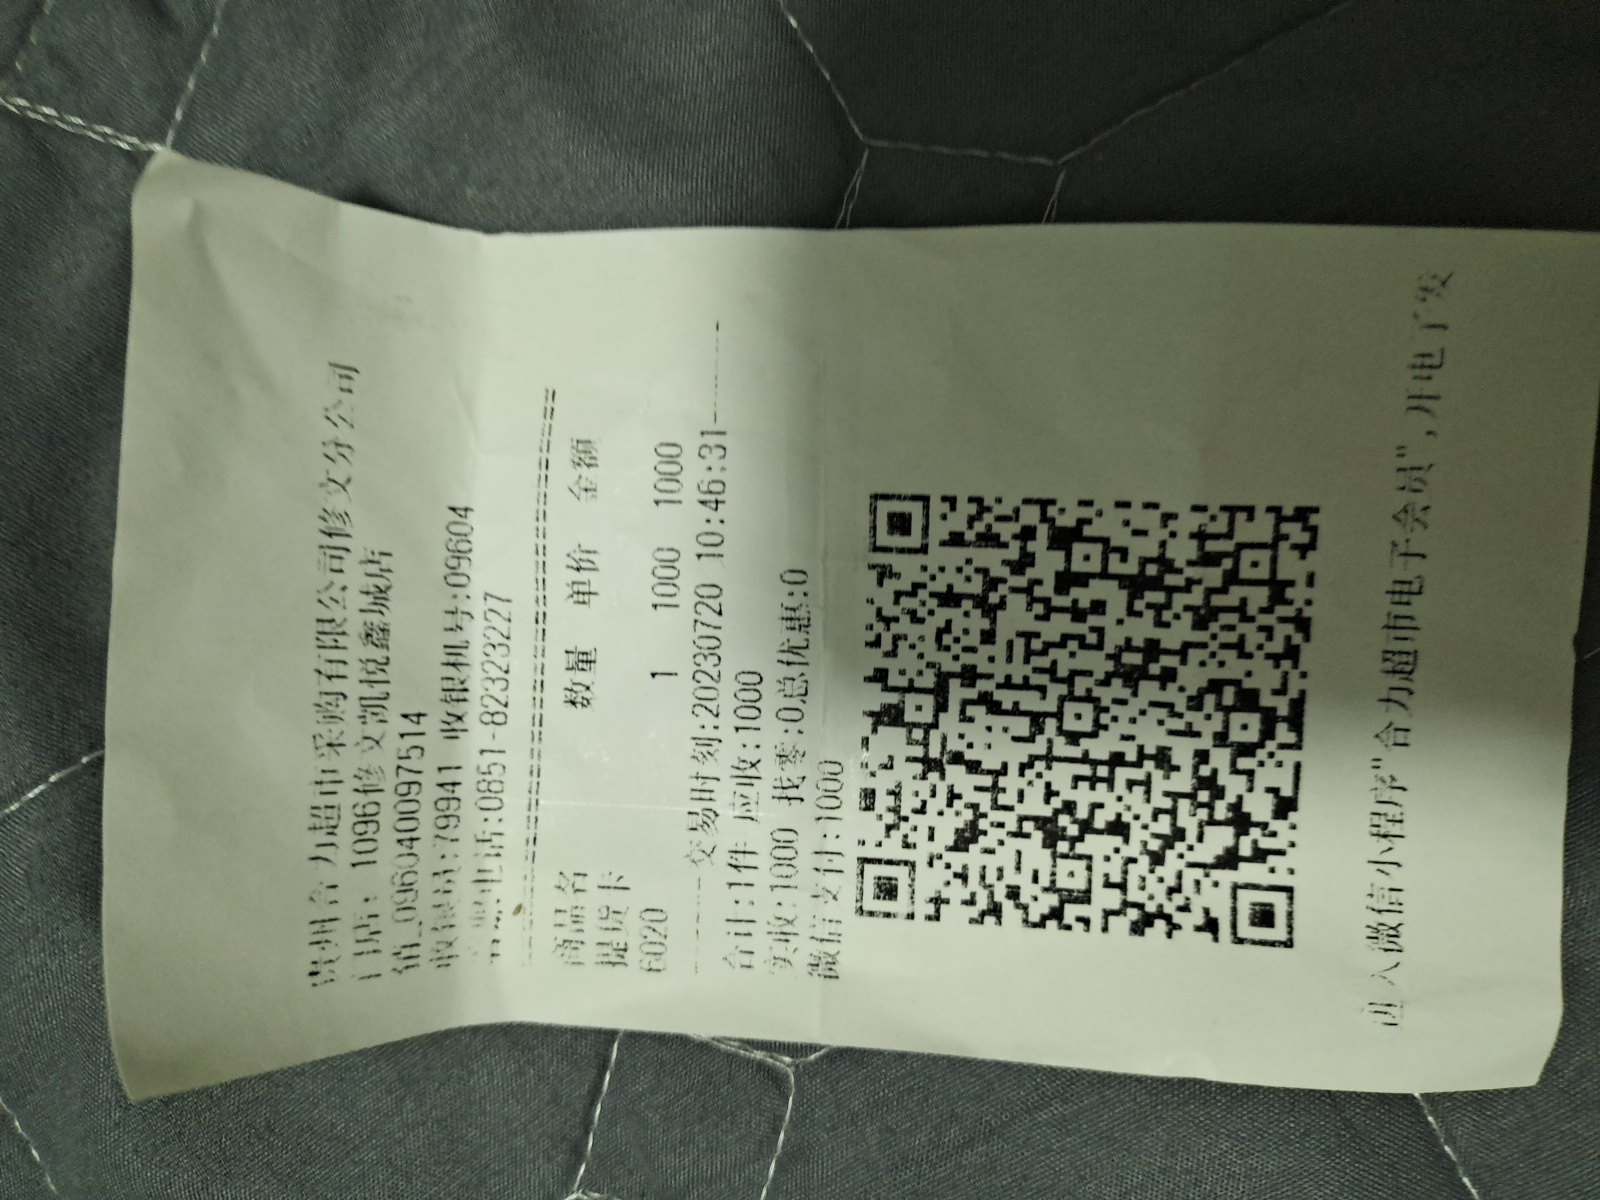 贵州合力超市采购有限公司修文分公司
门店: 1096修文凯悦鑫城店
销_096040097514
收银员:799941 收银机号:09604
电话:0851-82323227
商品名 数量 单价 金额
提货卡
6020 1 1000 1000
交易时刻:20230720 10:46:31
合计:1件 应收:1000
实收:1000 找零:0总优惠:0
微信支付:1000
进入微信小程序"合力超市电子会员",开电子发